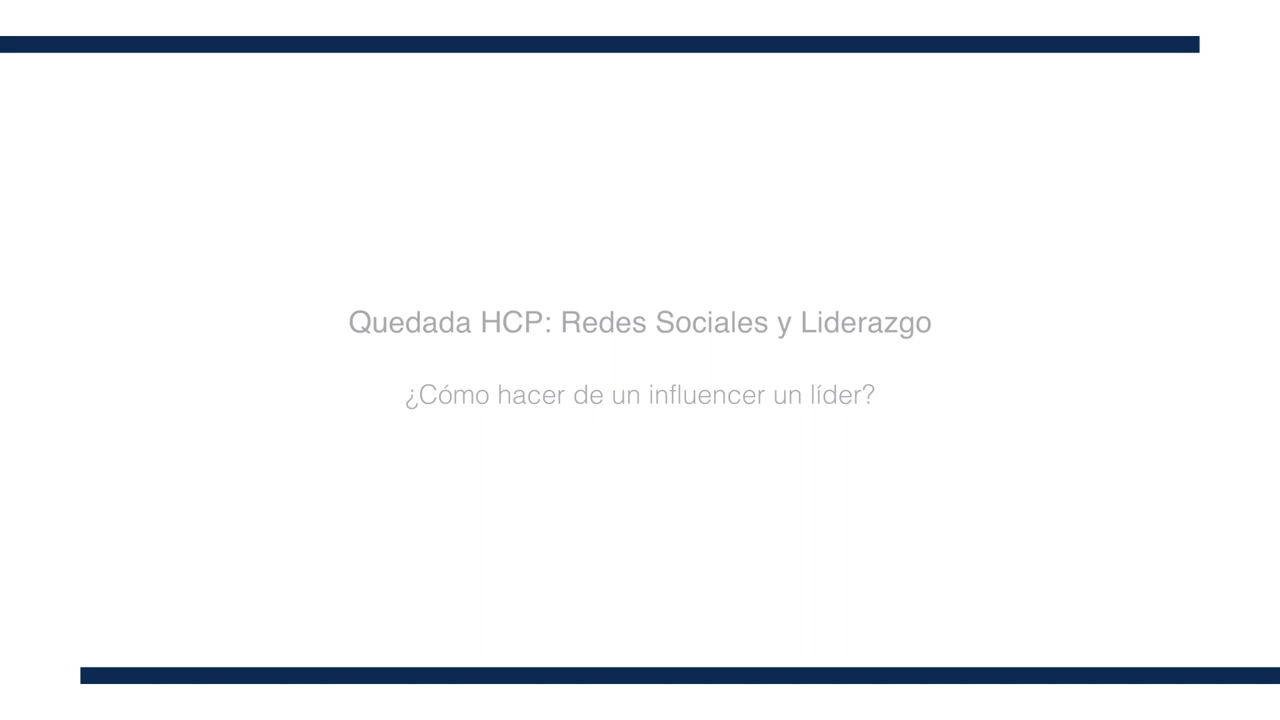 Quedada HCP: Redes Sociales y Liderazgo
¿Cómo hacer de un influencer un líder?